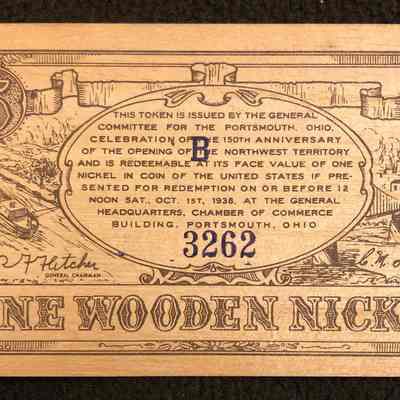 THIS TOKEN IS ISSUED BY THE GENERAL
COMMITTEE FOR THE PORTSMOUTH, OHIO,
CELEBRATION OF THE 150TH ANNIVERSARY
OF THE OPENING OF THE NORTHWEST TERRITORY
B
AND IS REDEEMABLE AT ITS FACE VALUE OF ONE
NICKEL IN COIN OF THE UNITED STATES IF PRE-
SENTED FOR REDEMPTION ON OR BEFORE 12
NOON SAT., OCT. 1ST, 1938, AT THE GENERAL
HEADQUARTERS, CHAMBER OF COMMERCE
BUILDING, PORTSMOUTH, OHIO
3262
Fletcher
GENERAL CHAIRMAN
NE WOODEN NICK